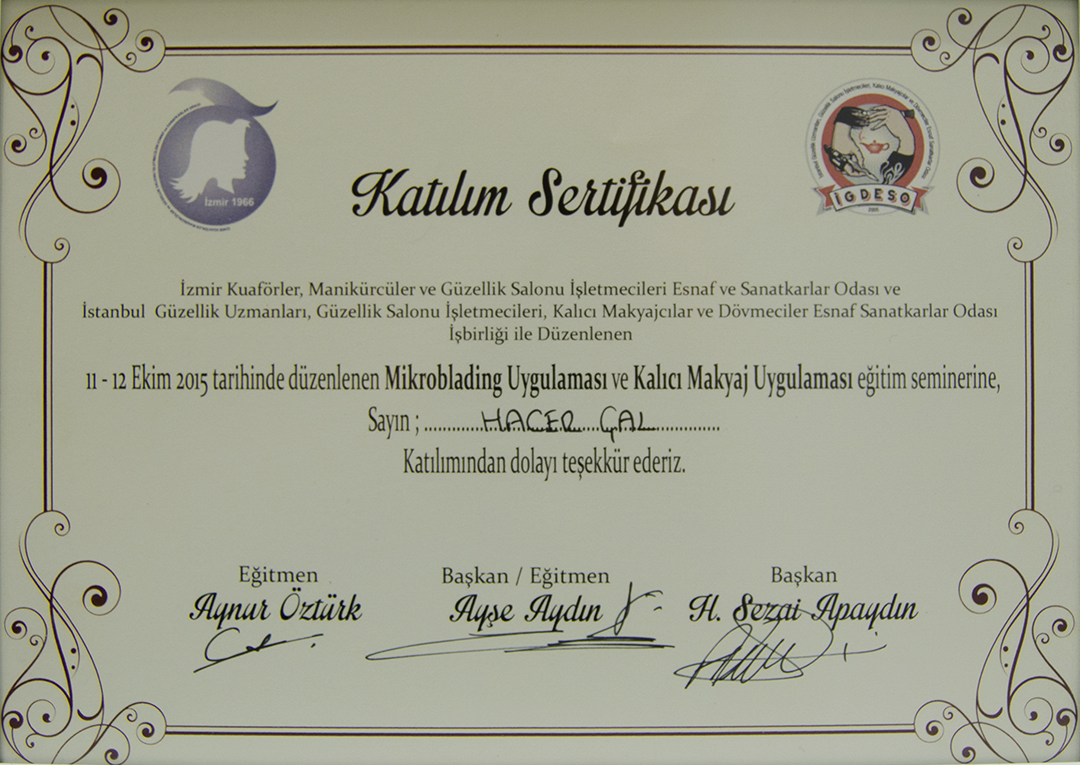 İzmir 1966
İGDESO
2005
Katılım Sertifikası
İzmir Kuaförler, Manikürcüler ve Güzellik Salonu İşletmecileri Esnaf ve Sanatkarlar Odası ve
İstanbul Güzellik Uzmanları, Güzellik Salonu İşletmecileri, Kalıcı Makyajcılar ve Dövmeciler Esnaf Sanatkarlar Odası
İşbirliği ile Düzenlenen
11 - 12 Ekim 2015 tarihinde düzenlenen Mikroblading Uygulaması ve Kalıcı Makyaj Uygulaması eğitim seminerine,
Sayın ; ............HACER ÇAL................
Katılımından dolayı teşekkür ederiz.
Eğitmen Başkan / Eğitmen Başkan
Aynur Öztürk Ayşe Aydın H. Sezai Apaydın